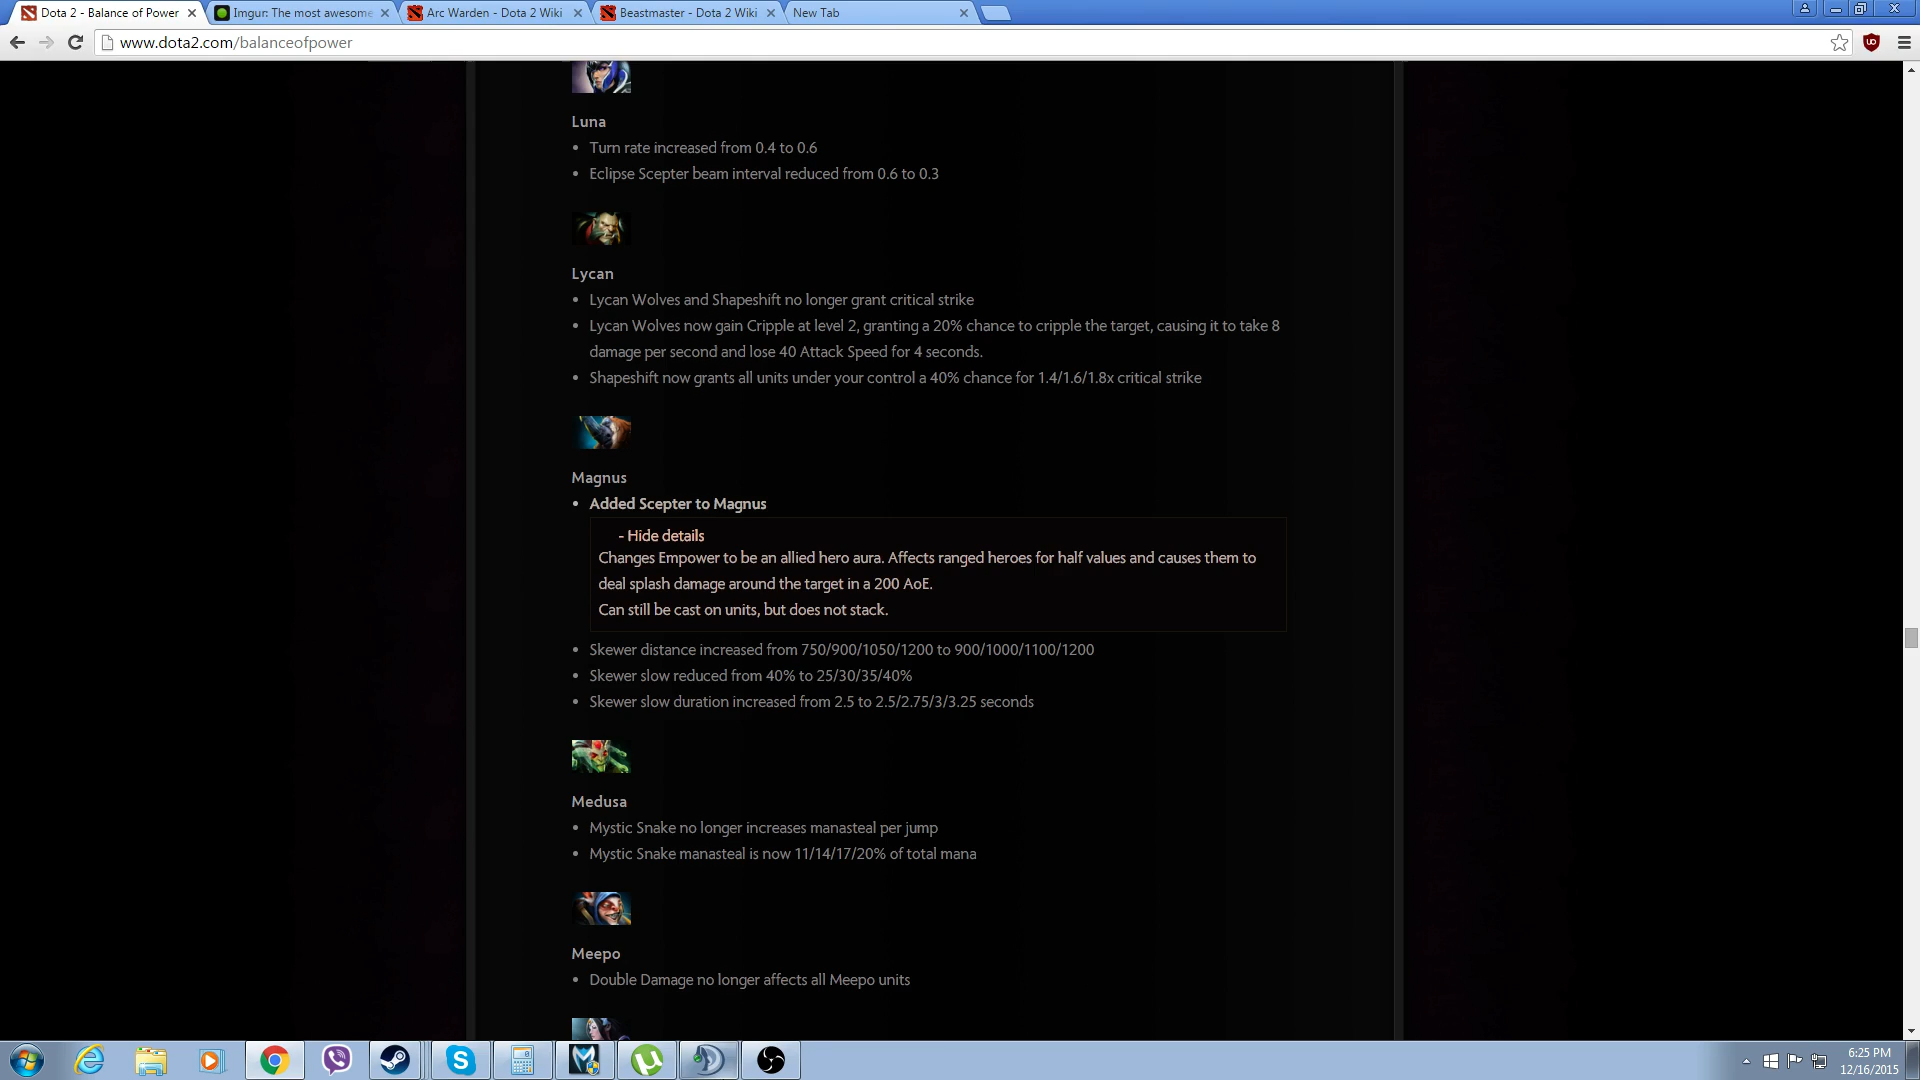 Dota 2 - Balance of Power
Imgur: The most awesome
Arc Warden - Dota 2 Wiki
Beastmaster - Dota 2 Wiki
New Tab
www.dota2.com/balanceofpower
Luna
• Turn rate increased from 0.4 to 0.6
• Eclipse Scepter beam interval reduced from 0.6 to 0.3
Lycan
• Lycan Wolves and Shapeshift no longer grant critical strike
• Lycan Wolves now gain Cripple at level 2, granting a 20% chance to cripple the target, causing it to take 8
damage per second and lose 40 Attack Speed for 4 seconds.
• Shapeshift now grants all units under your control a 40% chance for 1.4/1.6/1.8x critical strike
Magnus
• Added Scepter to Magnus
- Hide details
Changes Empower to be an allied hero aura. Affects ranged heroes for half values and causes them to
deal splash damage around the target in a 200 AoE.
Can still be cast on units, but does not stack.
• Skewer distance increased from 750/900/1050/1200 to 900/1000/1100/1200
• Skewer slow reduced from 40% to 25/30/35/40%
• Skewer slow duration increased from 2.5 to 2.5/2.75/3/3.25 seconds
Medusa
• Mystic Snake no longer increases manasteal per jump
• Mystic Snake manasteal is now 11/14/17/20% of total mana
Meepo
• Double Damage no longer affects all Meepo units
6:25 PM
12/16/2015